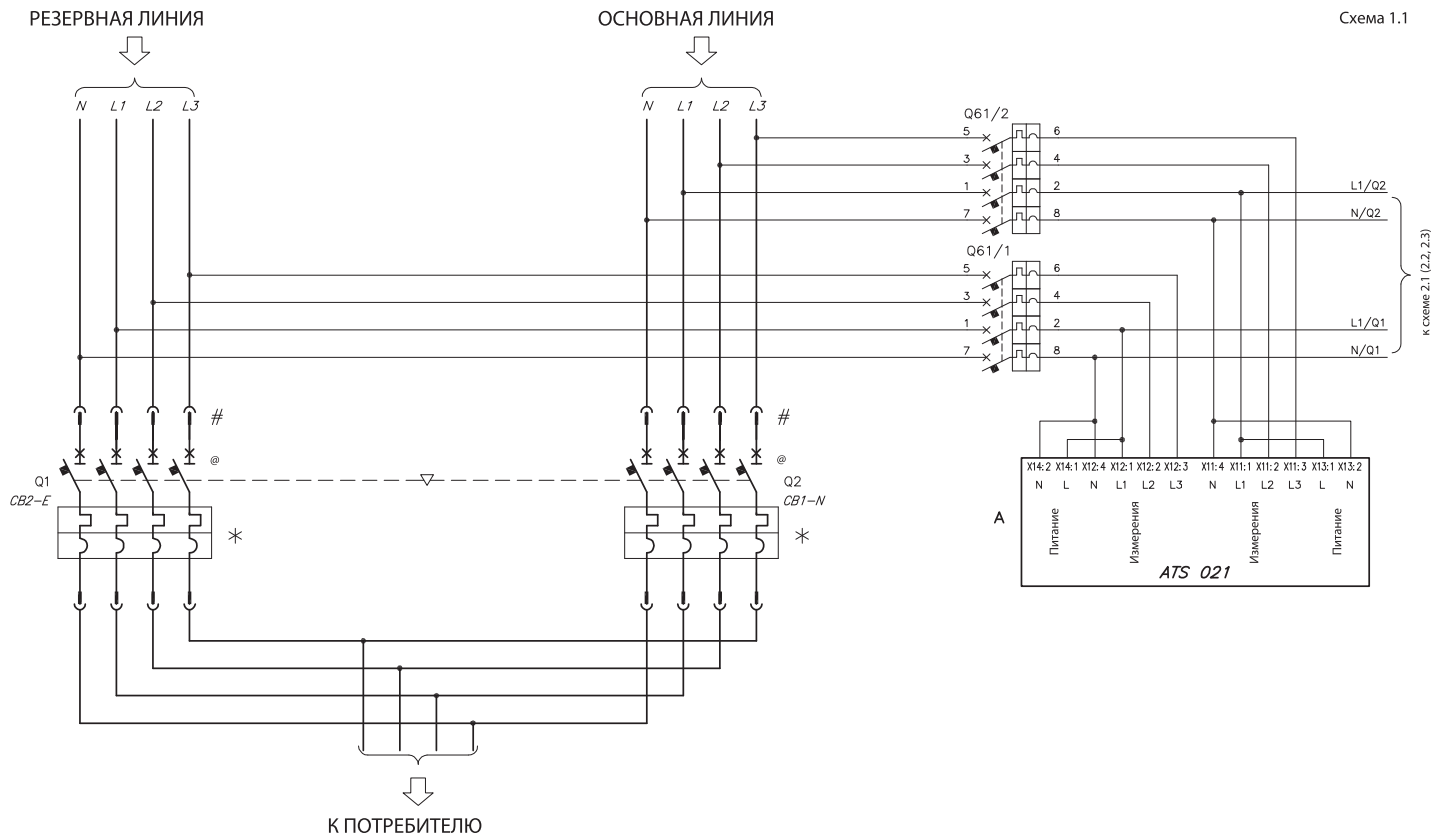 РЕЗЕРВНАЯ ЛИНИЯ
ОСНОВНАЯ ЛИНИЯ
Схема 1.1
N L1 L2 L3
N L1 L2 L3
Q61/2
5 6
3 4
1 2
L1/Q2
7 8
N/Q2
Q61/1
5 6
3 4
1 2
L1/Q1
7 8
N/Q1
к схеме 2.1 (2.2, 2.3)
#
#
@
@
Q1
CB2-E
Q2
CB1-N
X14:2 X14:1 X12:4 X12:1 X12:2 X12:3 X11:4 X11:1 X11:2 X11:3 X13:1 X13:2
N L N L1 L2 L3 N L1 L2 L3 L N
A
Питание
Измерения
Измерения
Питание
ATS 021
К ПОТРЕБИТЕЛЮ